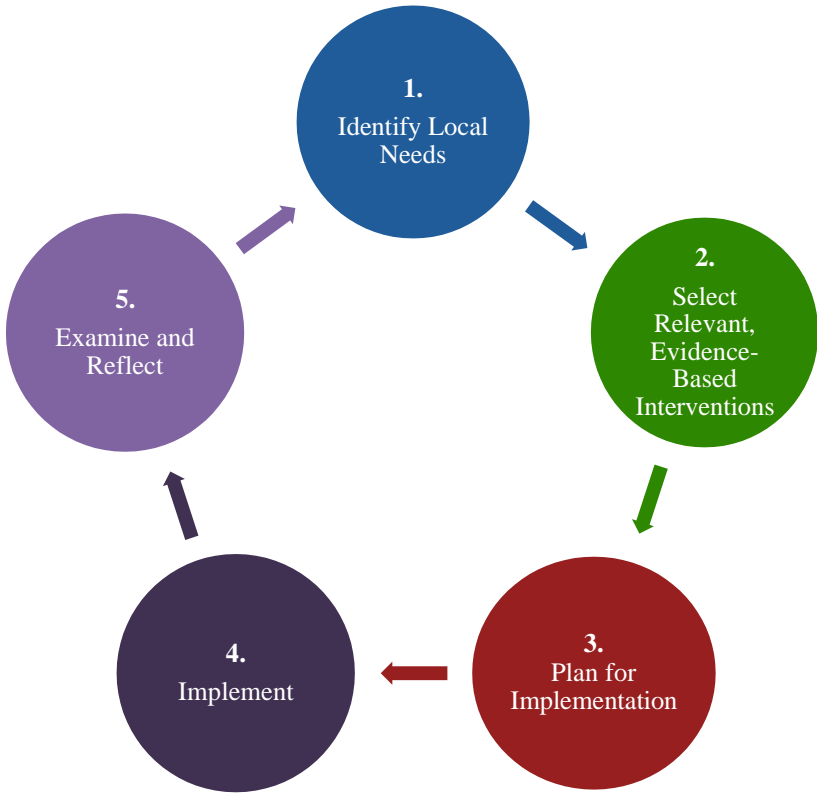 1.
Identify Local
Needs
2.
Select
Relevant,
Evidence-
Based
Interventions
3.
Plan for
Implementation
4.
Implement
5.
Examine and
Reflect